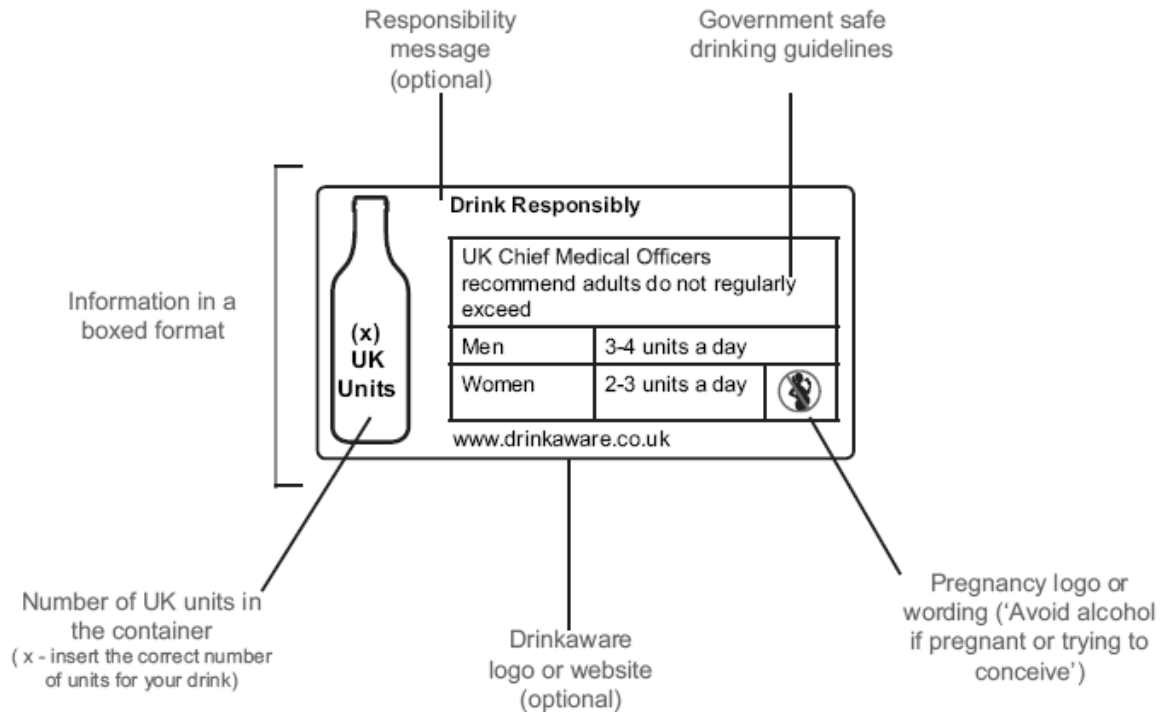 Responsibility
message
(optional)
Government safe
drinking guidelines
Information in a
boxed format
Drink Responsibly
UK Chief Medical Officers
recommend adults do not regularly
exceed
Men 3-4 units a day
Women 2-3 units a day
www.drinkaware.co.uk
(x)
UK
Units
Number of UK units in
the container
( x - insert the correct number
of units for your drink)
Drinkaware
logo or website
(optional)
Pregnancy logo or
wording (‘Avoid alcohol
if pregnant or trying to
conceive’)